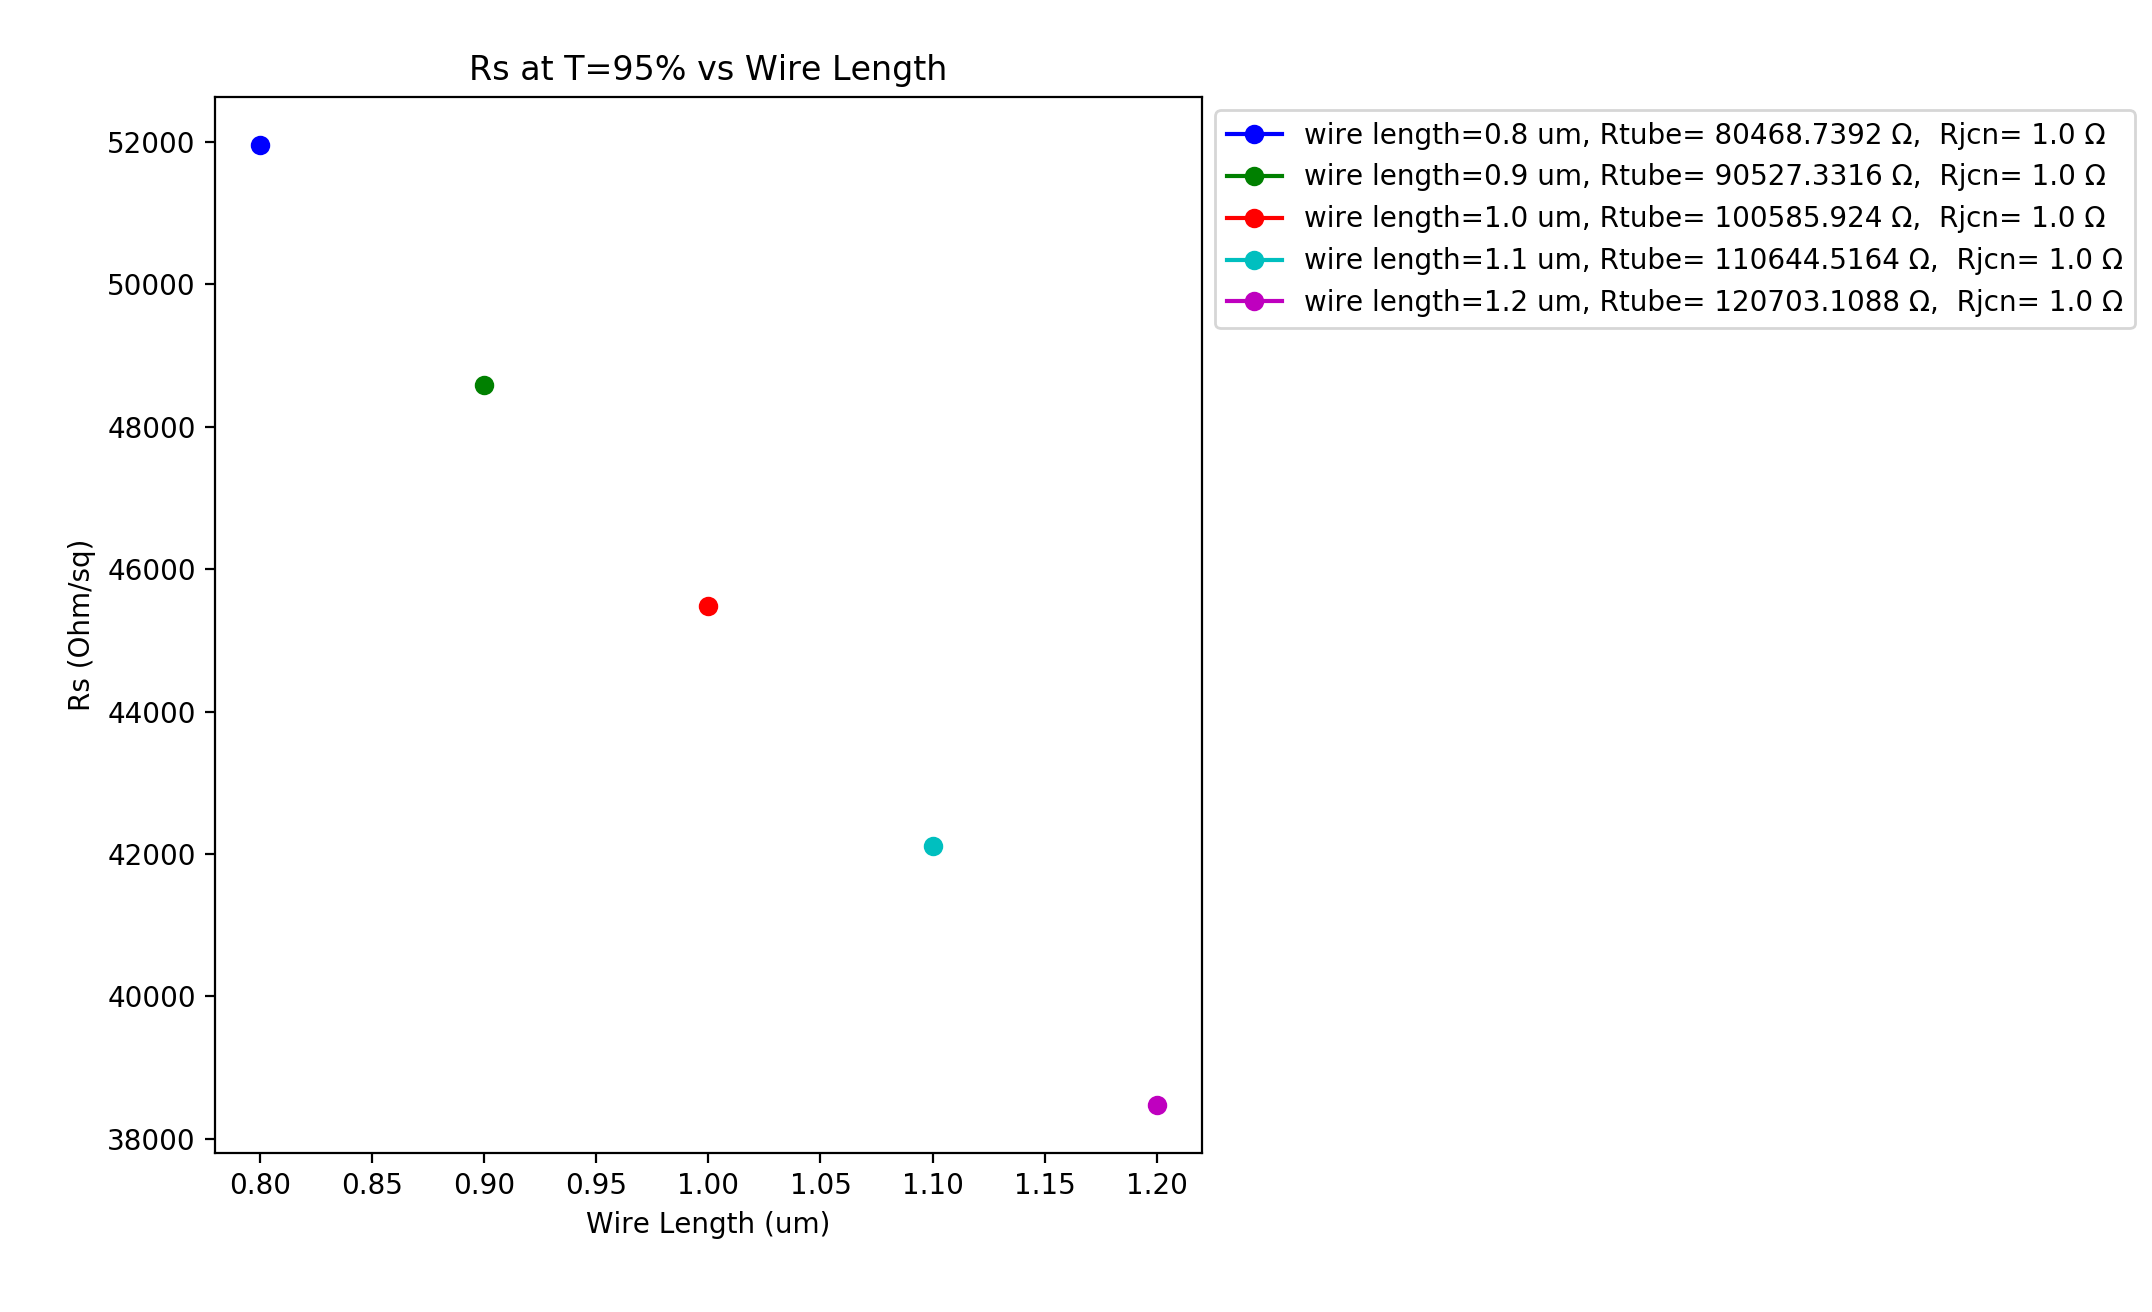 Rs at T=95% vs Wire Length
wire length=0.8 um, Rtube= 80468.7392 Ω,  Rjcn= 1.0 Ω
wire length=0.9 um, Rtube= 90527.3316 Ω,  Rjcn= 1.0 Ω
wire length=1.0 um, Rtube= 100585.924 Ω,  Rjcn= 1.0 Ω
wire length=1.1 um, Rtube= 110644.5164 Ω,  Rjcn= 1.0 Ω
wire length=1.2 um, Rtube= 120703.1088 Ω,  Rjcn= 1.0 Ω
Rs (Ohm/sq)
52000
50000
48000
46000
44000
42000
40000
38000
0.80 0.85 0.90 0.95 1.00 1.05 1.10 1.15 1.20
Wire Length (um)